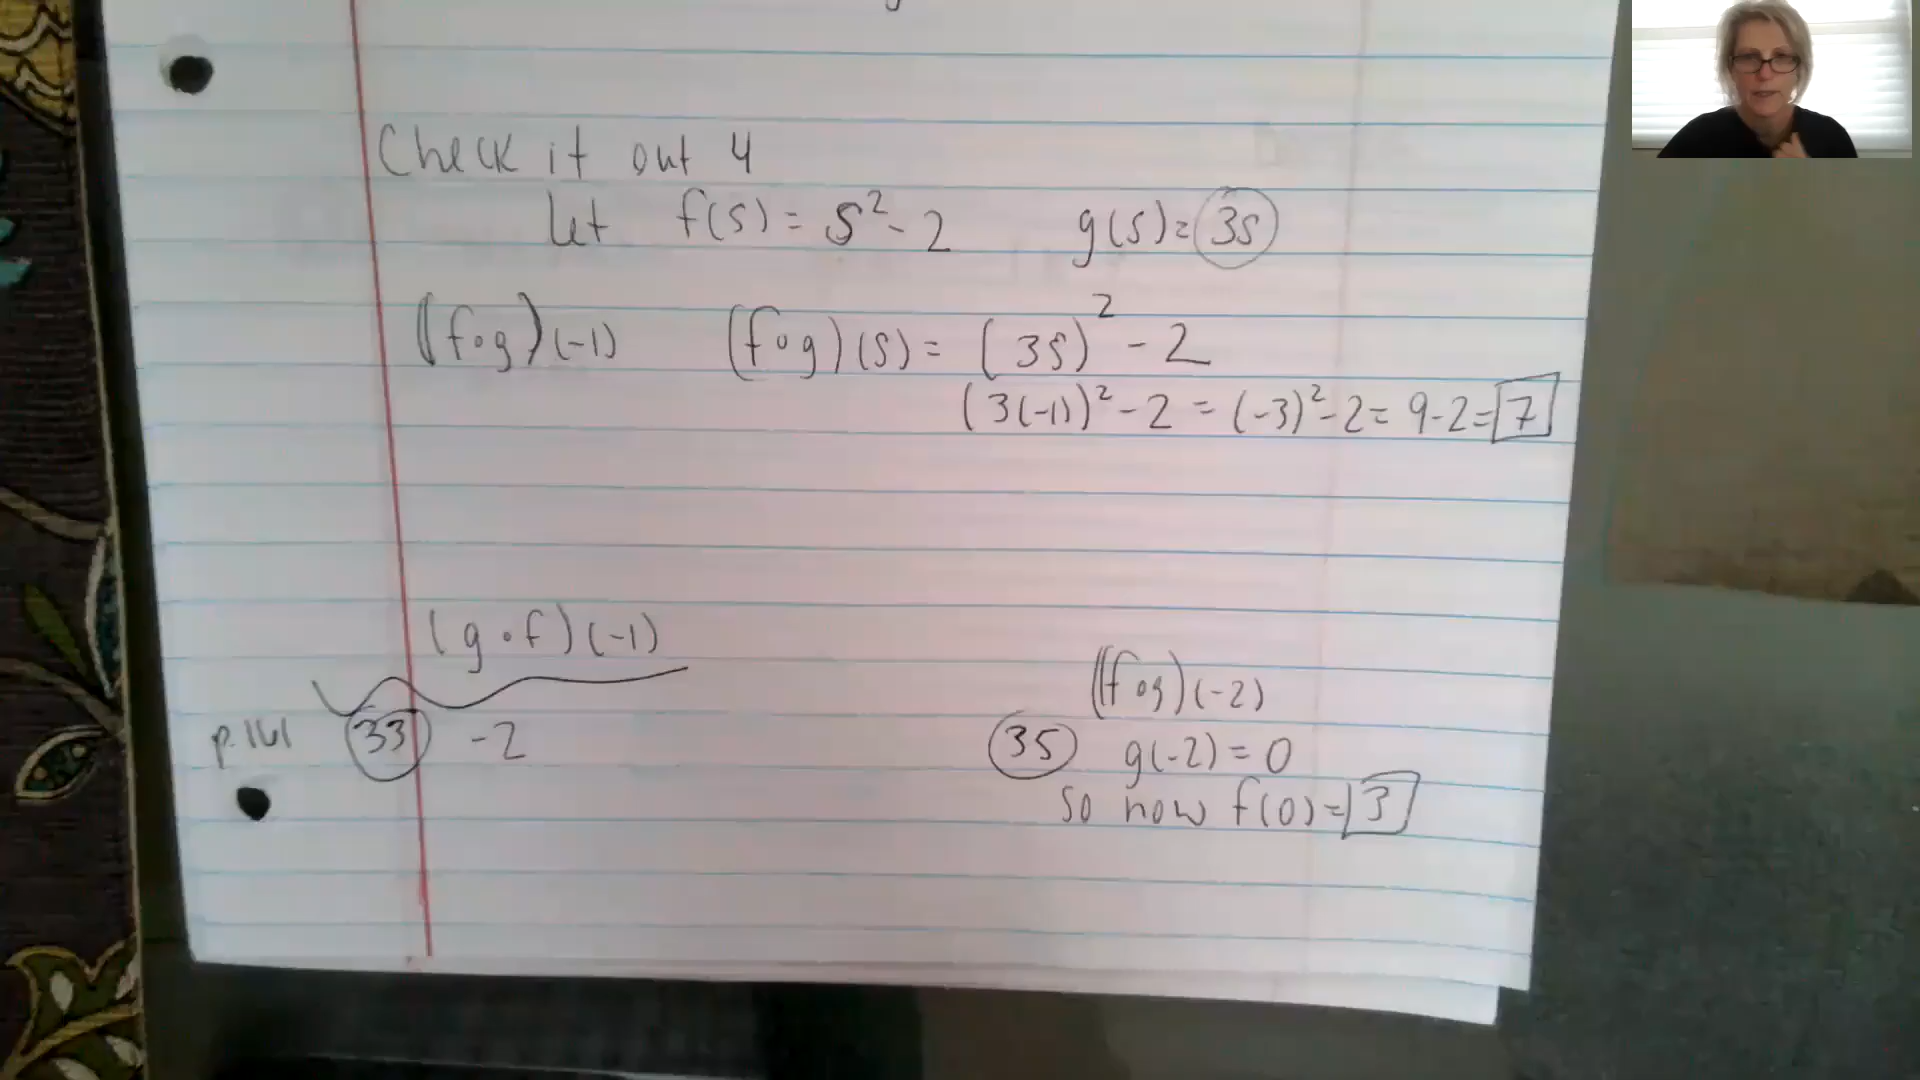 Check it out 4
Let f(s) = s² - 2 g(s) = 3s
(f∘g)(-1) (f∘g)(s) = (3s)² - 2
(3(-1))² - 2 = (-3)² - 2 = 9 - 2 = 7
(g∘f)(-1)
(f∘g)(-2)
p. 161 33 -2
35 g(-2) = 0
so now f(0) = 3